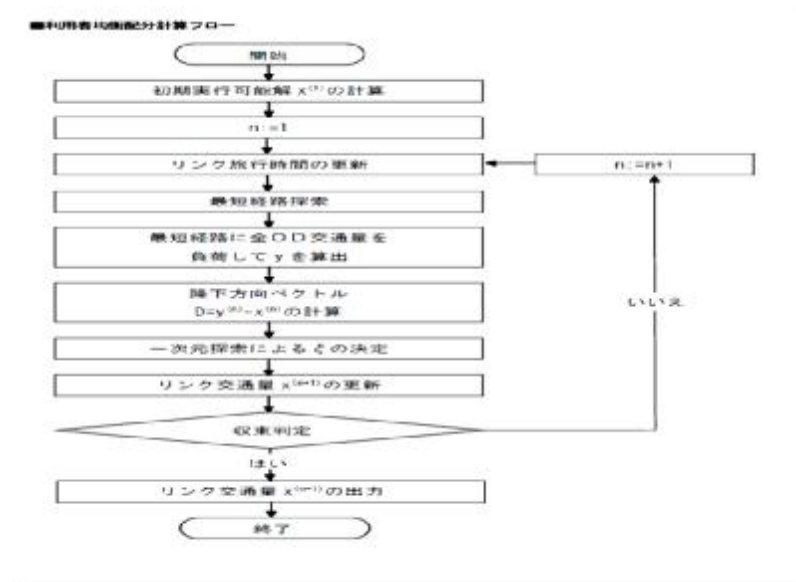 ■利用者均衡配分計算フロー
開始
初期実行可能解 x⁽¹⁾の計算
n:=1
リンク旅行時間の更新
n:=n+1
最短経路探索
最短経路に全OD交通量を
負荷してyを算出
降下方向ベクトル
D=y⁽ⁿ⁾-x⁽ⁿ⁾の計算
いいえ
一次元探索によるξの決定
リンク交通量 x⁽ⁿ⁺¹⁾の更新
収束判定
はい
リンク交通量 x⁽ⁿ⁺¹⁾の出力
終了